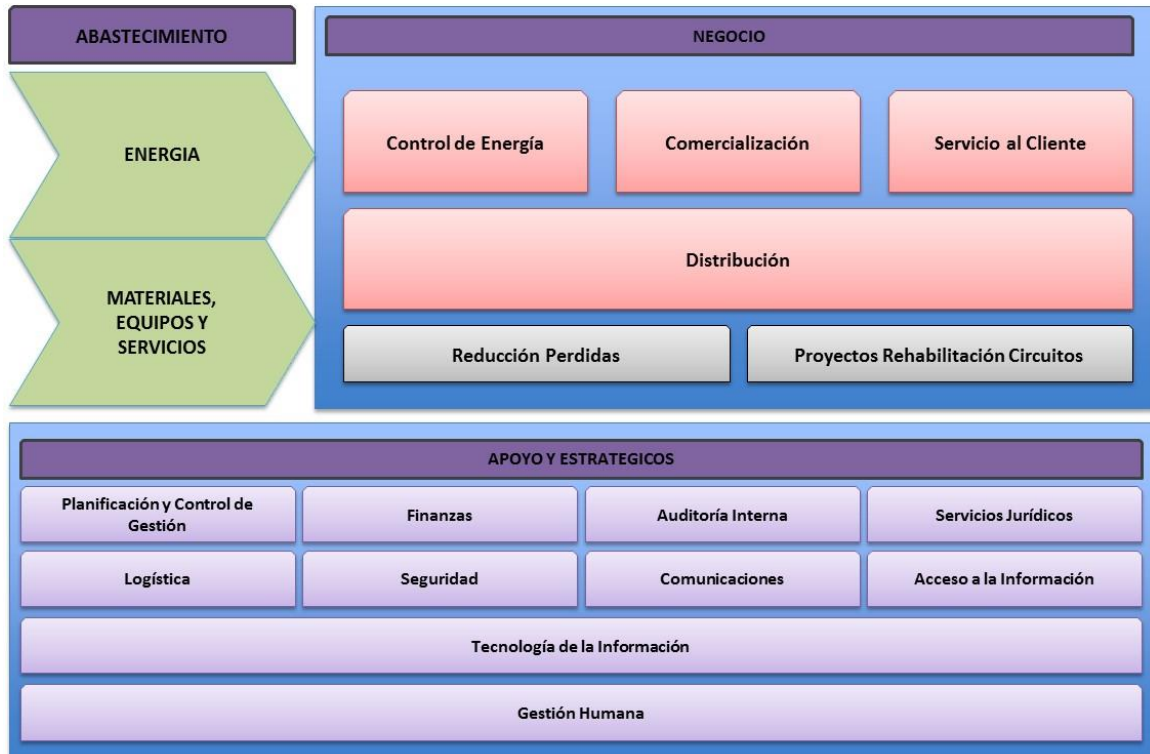 ABASTECIMIENTO
NEGOCIO
ENERGIA
Control de Energía
Comercialización
Servicio al Cliente
Distribución
MATERIALES,
EQUIPOS Y
SERVICIOS
Reducción Perdidas
Proyectos Rehabilitación Circuitos
APOYO Y ESTRATEGICOS
Planificación y Control de
Gestión
Finanzas
Auditoría Interna
Servicios Jurídicos
Logística
Seguridad
Comunicaciones
Acceso a la Información
Tecnología de la Información
Gestión Humana